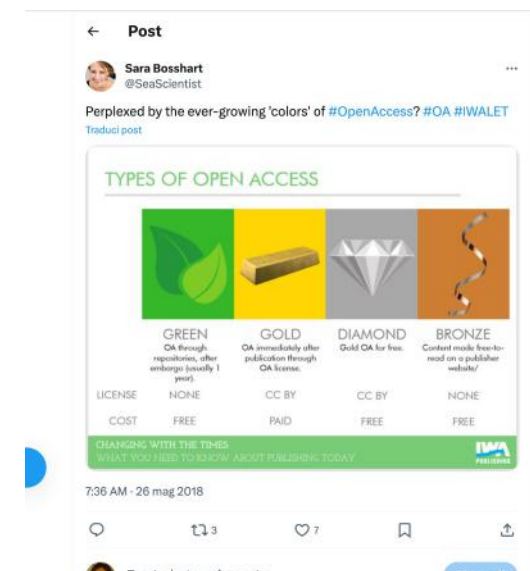 ← Post
Sara Bosshart
@SeaScientist
Perplexed by the ever-growing 'colors' of #OpenAccess? #OA #IWALET
Traduci post
TYPES OF OPEN ACCESS
GREEN GOLD DIAMOND BRONZE
OA through repositories, after embargo (usually 1 year).
OA immediately after publication through OA license.
Gold OA for free.
Content made free-to-read on a publisher website/
LICENSE NONE CC BY CC BY NONE
COST FREE PAID FREE FREE
CHANGING WITH THE TIMES
WHAT YOU NEED TO KNOW ABOUT PUBLISHING TODAY
IWA
PUBLISHING
7:36 AM · 26 mag 2018
3 7